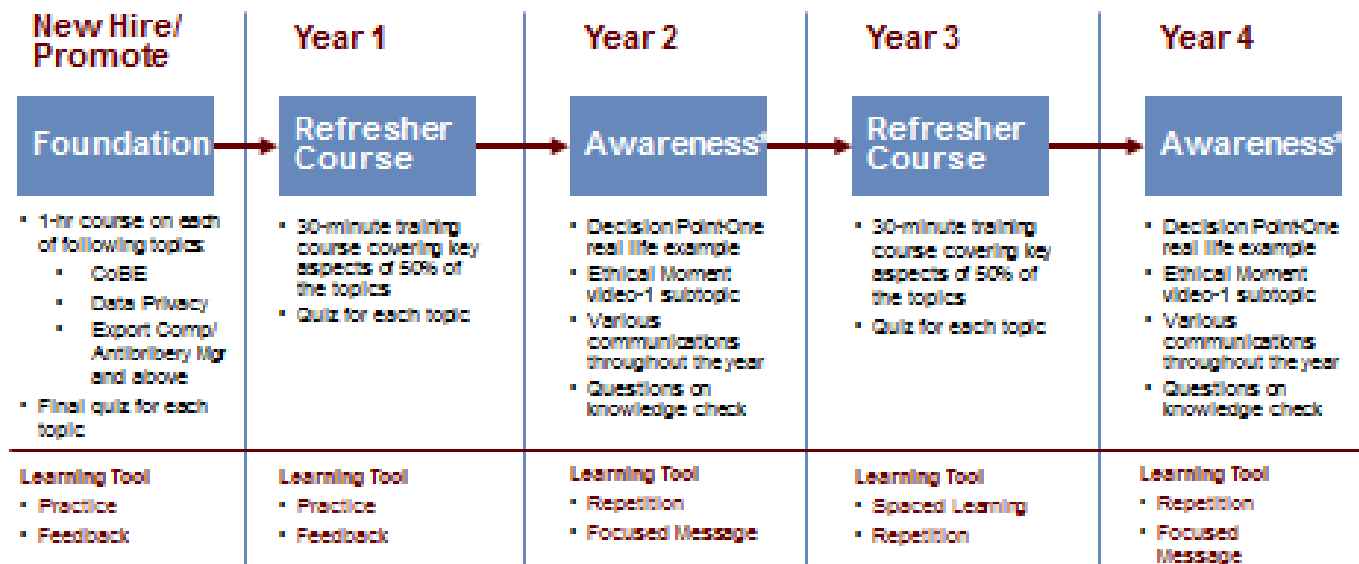 New Hire/
Promote
Foundation
▪ 1-hr course on each
of following topics
▪ CoBE
▪ Data Privacy
▪ Export Comp/
Antibribery Mgr
and above
▪ Final quiz for each
topic
Learning Tool
▪ Practice
▪ Feedback
Year 1
Refresher
Course
▪ 30-minute training
course covering key
aspects of 50% of
the topics
▪ Quiz for each topic
Learning Tool
▪ Practice
▪ Feedback
Year 2
Awareness*
▪ Decision Point-One
real life example
▪ Ethical Moment
video-1 subtopic
▪ Various
communications
throughout the year
▪ Questions on
knowledge check
Learning Tool
▪ Repetition
▪ Focused Message
Year 3
Refresher
Course
▪ 30-minute training
course covering key
aspects of 50% of
the topics
▪ Quiz for each topic
Learning Tool
▪ Spaced Learning
▪ Repetition
Year 4
Awareness*
▪ Decision Point-One
real life example
▪ Ethical Moment
video-1 subtopic
▪ Various
communications
throughout the year
▪ Questions on
knowledge check
Learning Tool
▪ Repetition
▪ Focused
Message